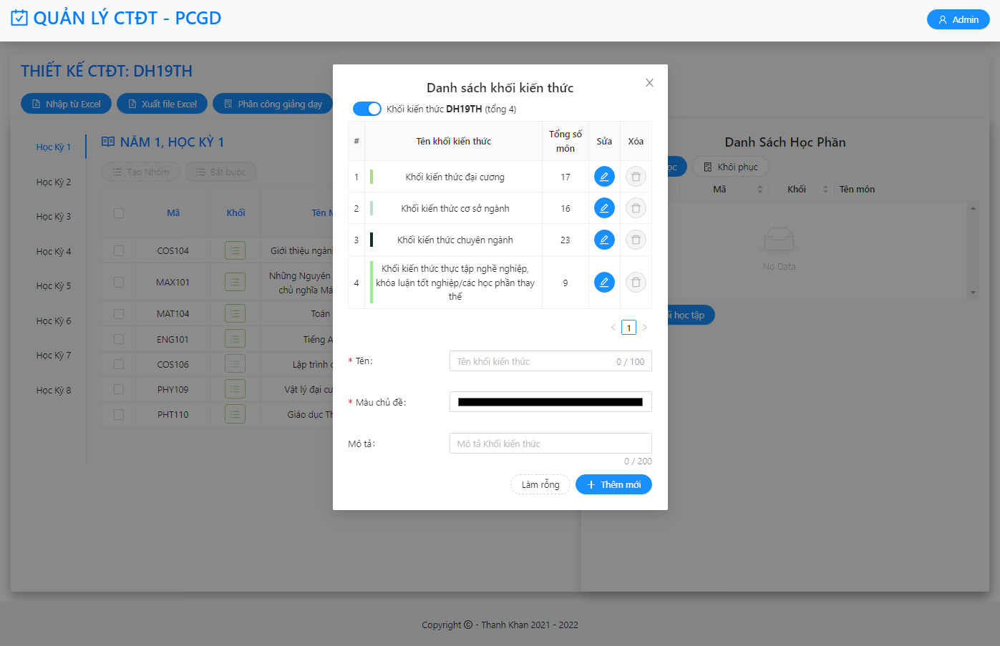 QUẢN LÝ CTĐT - PCGD
Admin
THIẾT KẾ CTĐT: DH19TH
Nhập từ Excel
Xuất file Excel
Phân công giảng dạy
Học Kỳ 1
Học Kỳ 2
Học Kỳ 3
Học Kỳ 4
Học Kỳ 5
Học Kỳ 6
Học Kỳ 7
Học Kỳ 8
NĂM 1, HỌC KỲ 1
Tạo Nhóm
Bắt buộc
Mã
Khối
Tên
COS104
Giới thiệu ngành
MAX101
Những Nguyên
chủ nghĩa
MAT104
Toán
ENG101
Tiếng A
COS106
Lập trình
PHY109
Vật lý đại
PHT110
Giáo dục
Danh sách khối kiến thức
Khối kiến thức DH19TH (tổng 4)
#
Tên khối kiến thức
Tổng số
môn
Sửa
Xóa
1
Khối kiến thức đại cương
17
2
Khối kiến thức cơ sở ngành
16
3
Khối kiến thức chuyên ngành
23
4
Khối kiến thức thực tập nghề nghiệp,
khóa luận tốt nghiệp/các học phần thay
thế
9
< 1 >
* Tên:
Tên khối kiến thức
0 / 100
* Màu chủ đề:
Mô tả:
Mô tả Khối kiến thức
0 / 200
Làm rỗng
+ Thêm mới
Danh Sách Học Phần
ọc
Khôi phục
Mã
Khối
Tên môn
No Data
học tập
Copyright © - Thanh Khan 2021 - 2022